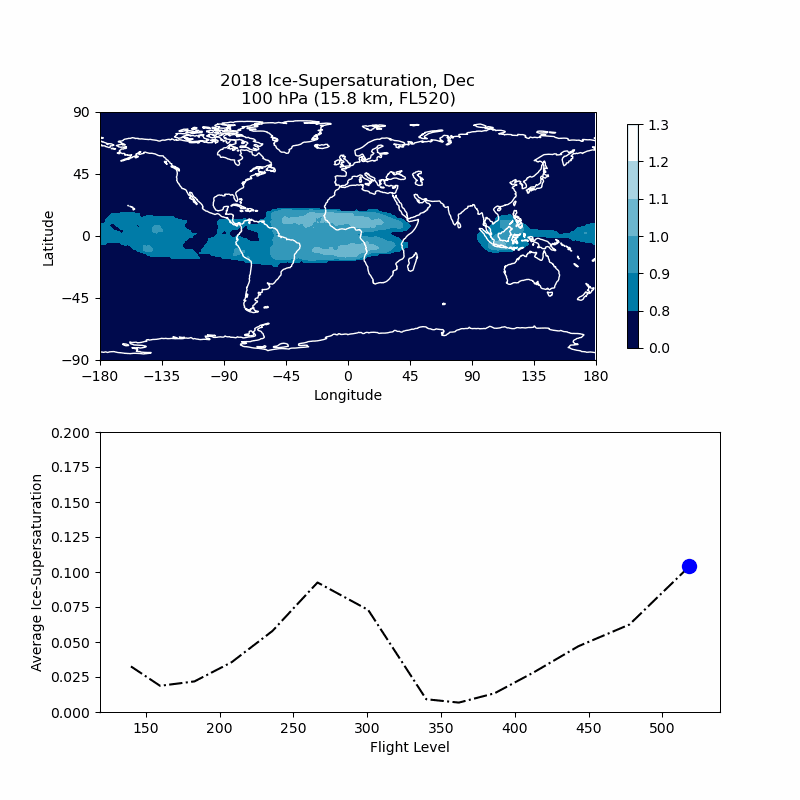 2018 Ice-Supersaturation, Dec
100 hPa (15.8 km, FL520)
90
45
0
−45
−90
Latitude
−180 −135 −90 −45 0 45 90 135 180
Longitude
1.3
1.2
1.1
1.0
0.9
0.8
0.0
0.200
0.175
0.150
0.125
0.100
0.075
0.050
0.025
0.000
Average Ice-Supersaturation
150 200 250 300 350 400 450 500
Flight Level